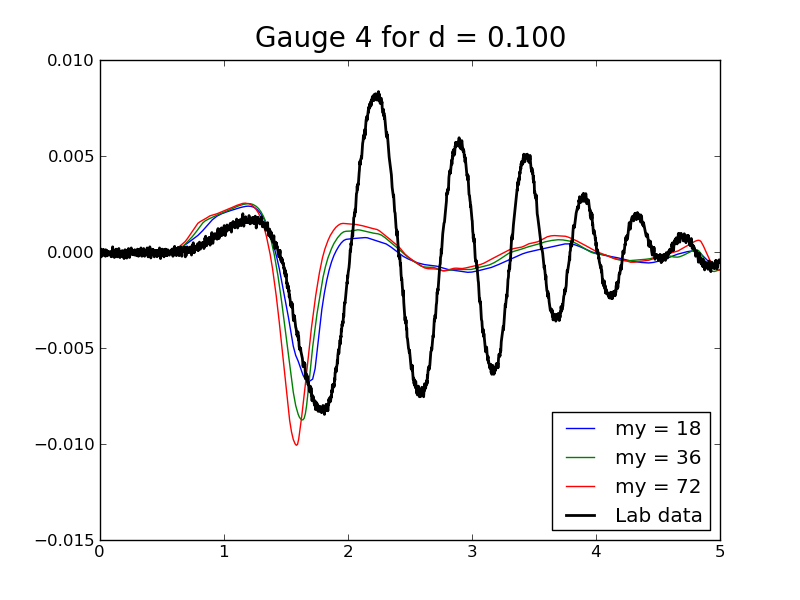 Gauge 4 for d = 0.100
0.010
0.005
0.000
−0.005
−0.010
−0.015
0 1 2 3 4 5
my = 18
my = 36
my = 72
Lab data